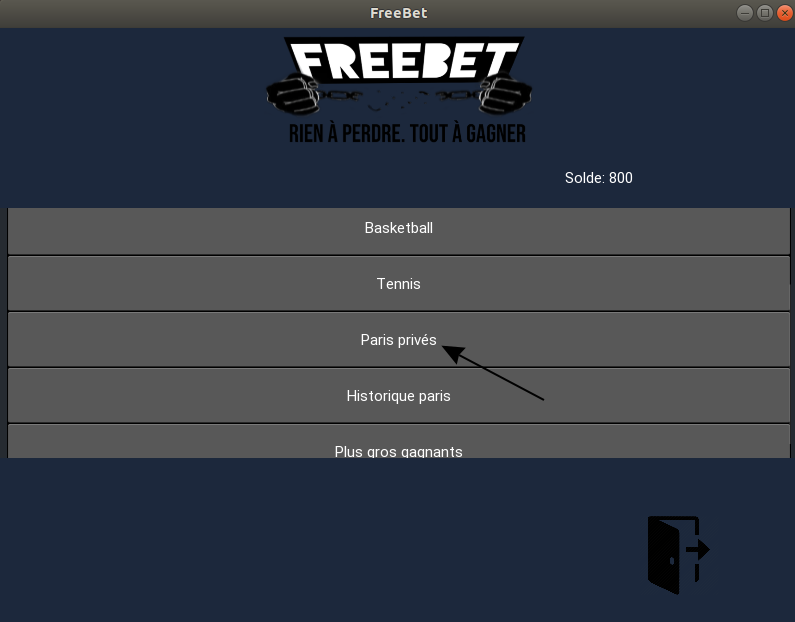 FreeBet
FREEBET
RIEN À PERDRE. TOUT À GAGNER
Solde: 800
Basketball
Tennis
Paris privés
Historique paris
Plus gros gagnants